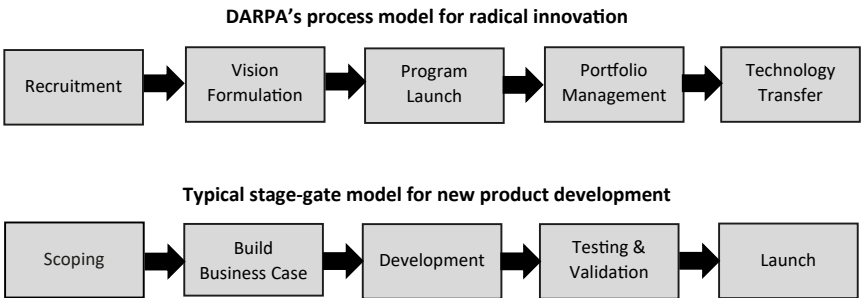 DARPA's process model for radical innovation
Recruitment
Vision
Formulation
Program
Launch
Portfolio
Management
Technology
Transfer
Typical stage-gate model for new product development
Scoping
Build
Business Case
Development
Testing &
Validation
Launch